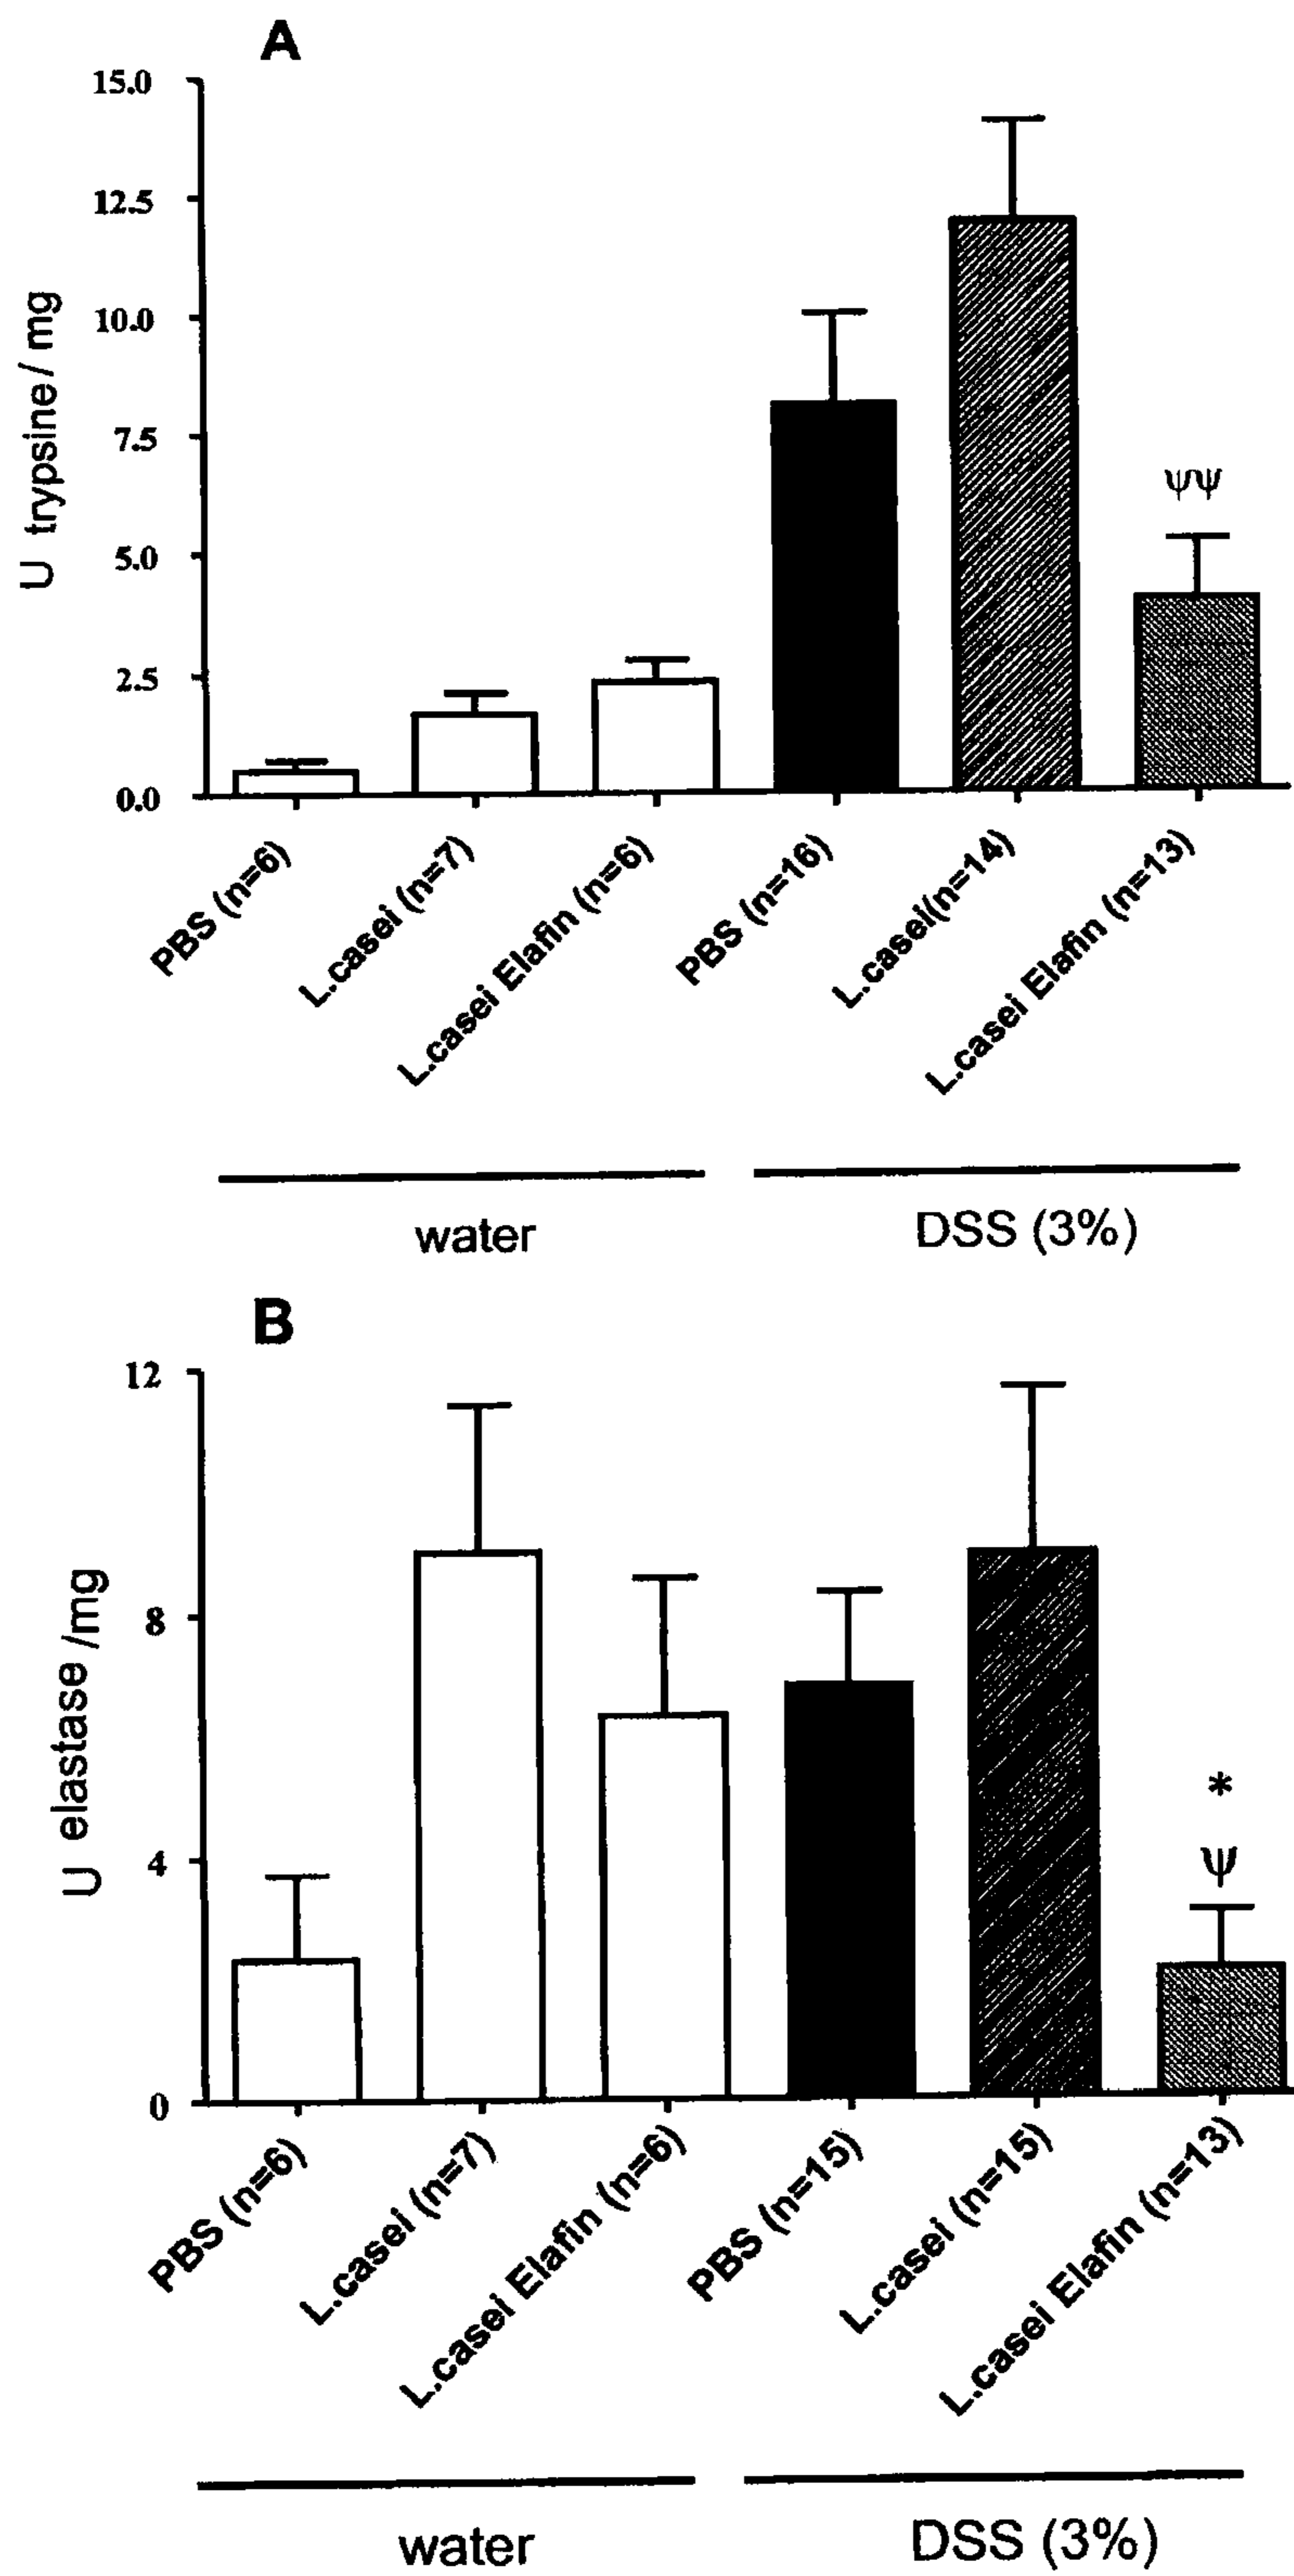 A
15.0
12.5
10.0
7.5
5.0
2.5
0.0
U trypsine / mg
ψψ
PBS (n=6)
L.casei (n=7)
L.casei Elafin (n=6)
PBS (n=16)
L.casei(n=14)
L.casei Elafin (n=13)
water
DSS (3%)
B
12
8
4
0
U elastase /mg
*
ψ
PBS (n=6)
L.casei (n=7)
L.casei Elafin (n=6)
PBS (n=15)
L.casei (n=15)
L.casei Elafin (n=13)
water
DSS (3%)